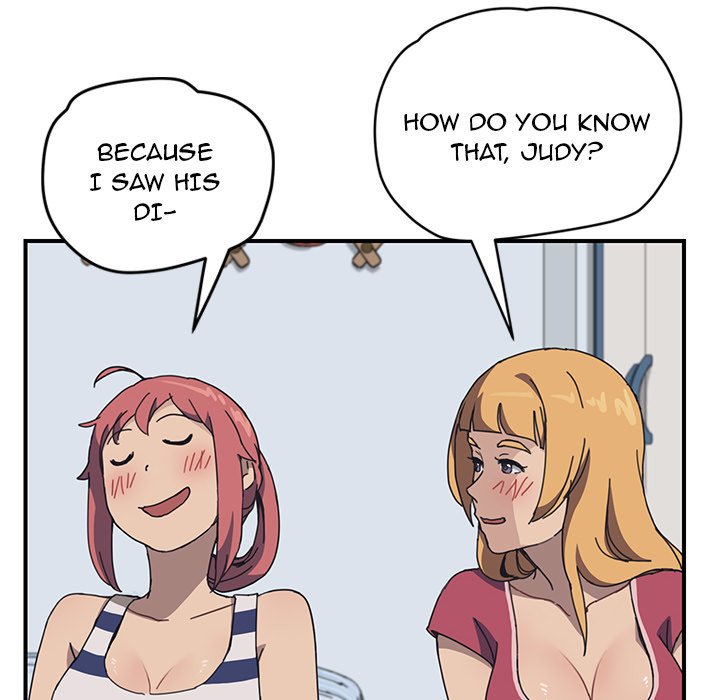 HOW DO YOU KNOW
THAT, JUDY?
BECAUSE
I SAW HIS
DI-